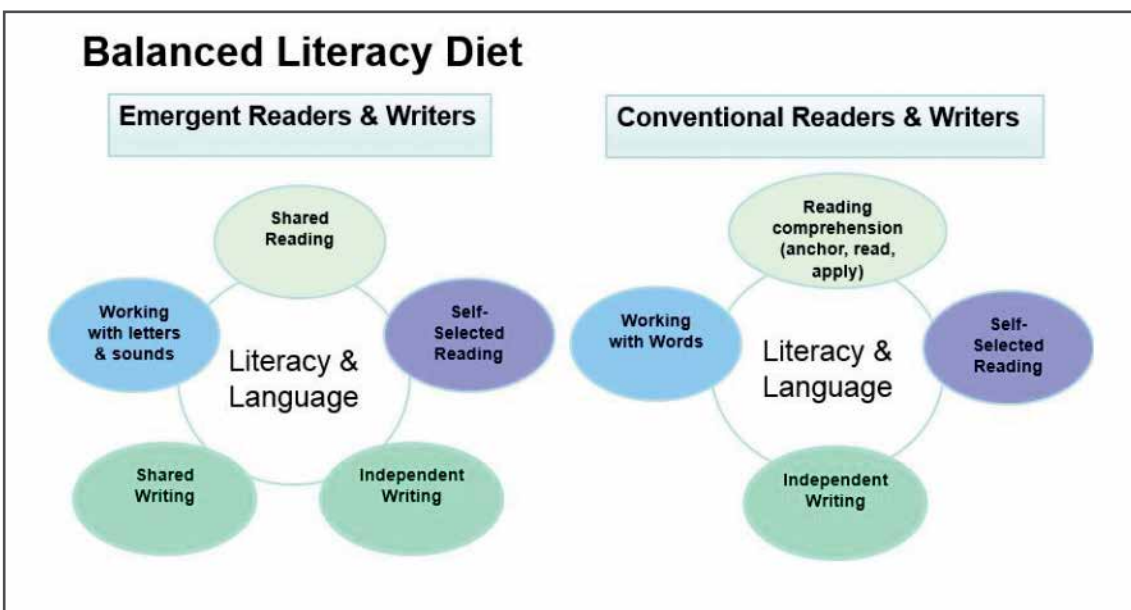 Balanced Literacy Diet
Emergent Readers & Writers
Shared
Reading
Working
with letters
& sounds
Self-
Selected
Reading
Literacy &
Language
Shared
Writing
Independent
Writing
Conventional Readers & Writers
Reading
comprehension
(anchor, read,
apply)
Working
with Words
Self-
Selected
Reading
Literacy &
Language
Independent
Writing